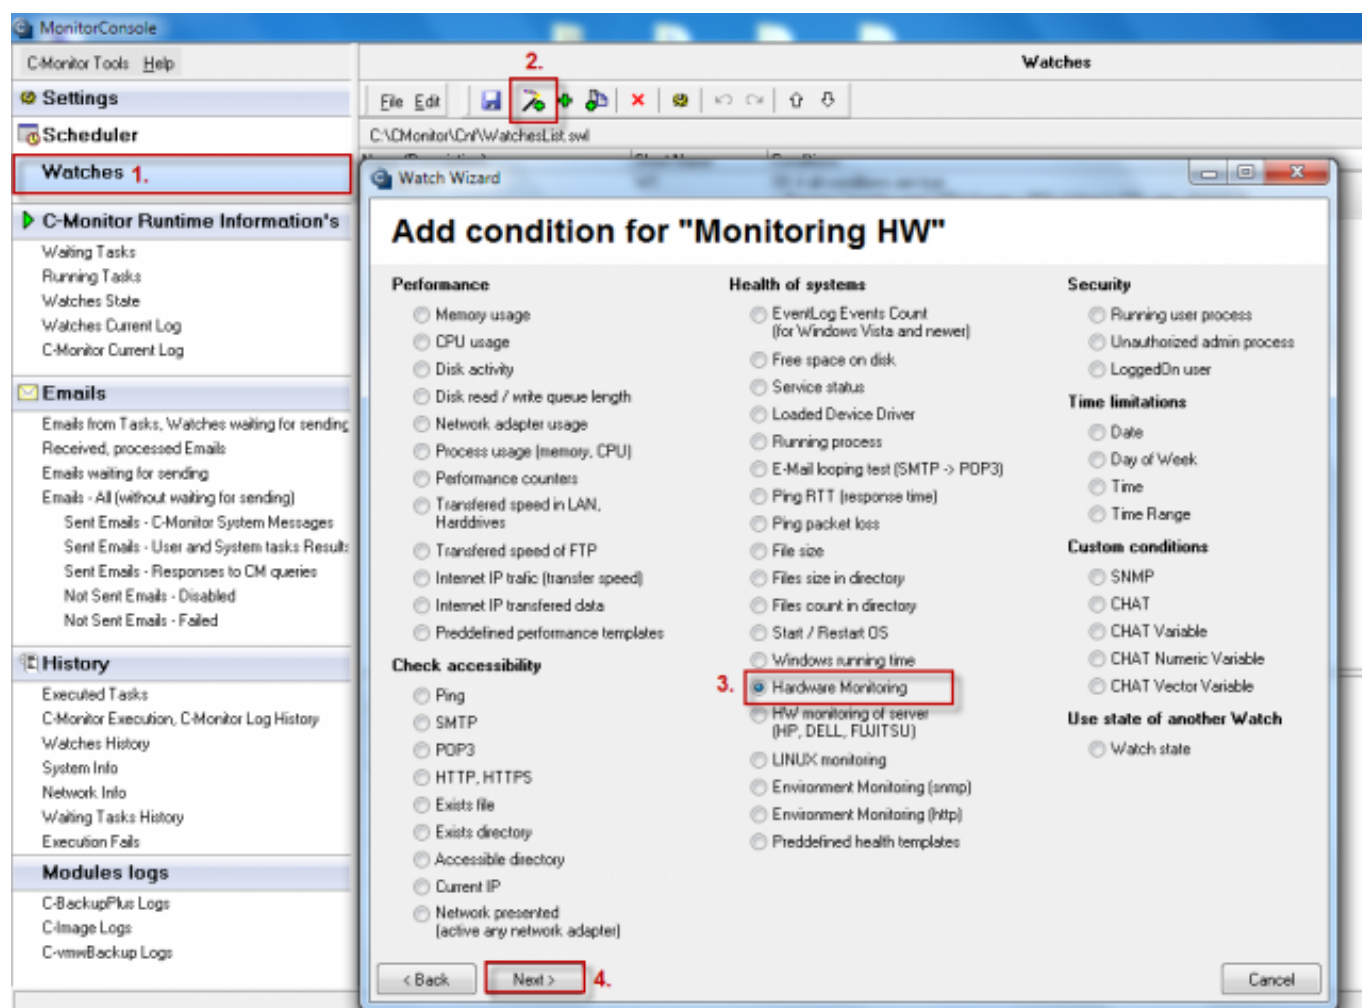 MonitorConsole
C-Monitor Tools Help
Settings
Scheduler
Watches 1.
C-Monitor Runtime Information's
Waiting Tasks
Running Tasks
Watches State
Watches Current Log
C-Monitor Current Log
Emails
Emails from Tasks, Watches waiting for sending
Received, processed Emails
Emails waiting for sending
Emails - All (without waiting for sending)
Sent Emails - C-Monitor System Messages
Sent Emails - User and System tasks Results
Sent Emails - Responses to CM queries
Not Sent Emails - Disabled
Not Sent Emails - Failed
History
Executed Tasks
C-Monitor Execution, C-Monitor Log History
Watches History
System Info
Network Info
Waiting Tasks History
Execution Fails
Modules logs
C-BackupPlus Logs
C-Image Logs
C-vmwBackup Logs
Watches
2.
File Edit
C:\CMonitor\Cnf\WatchesList.swl
Watch Wizard
Add condition for "Monitoring HW"
Performance
Memory usage
CPU usage
Disk activity
Disk read / write queue length
Network adapter usage
Process usage (memory, CPU)
Performance counters
Transfered speed in LAN,
Harddrives
Transfered speed of FTP
Internet IP trafic (transfer speed)
Internet IP transfered data
Preddefined performance templates
Check accessibility
Ping
SMTP
POP3
HTTP, HTTPS
Exists file
Exists directory
Accessible directory
Current IP
Network presented
(active any network adapter)
Health of systems
EventLog Events Count
(for Windows Vista and newer)
Free space on disk
Service status
Loaded Device Driver
Running process
E-Mail looping test (SMTP -> POP3)
Ping RTT (response time)
Ping packet loss
File size
Files size in directory
Files count in directory
Start / Restart OS
Windows running time
3. Hardware Monitoring
HW monitoring of server
(HP, DELL, FUJITSU)
LINUX monitoring
Environment Monitoring (snmp)
Environment Monitoring (http)
Preddefined health templates
Security
Running user process
Unauthorized admin process
LoggedOn user
Time limitations
Date
Day of Week
Time
Time Range
Custom conditions
SNMP
CHAT
CHAT Variable
CHAT Numeric Variable
CHAT Vector Variable
Use state of another Watch
Watch state
< Back
Next > 4.
Cancel